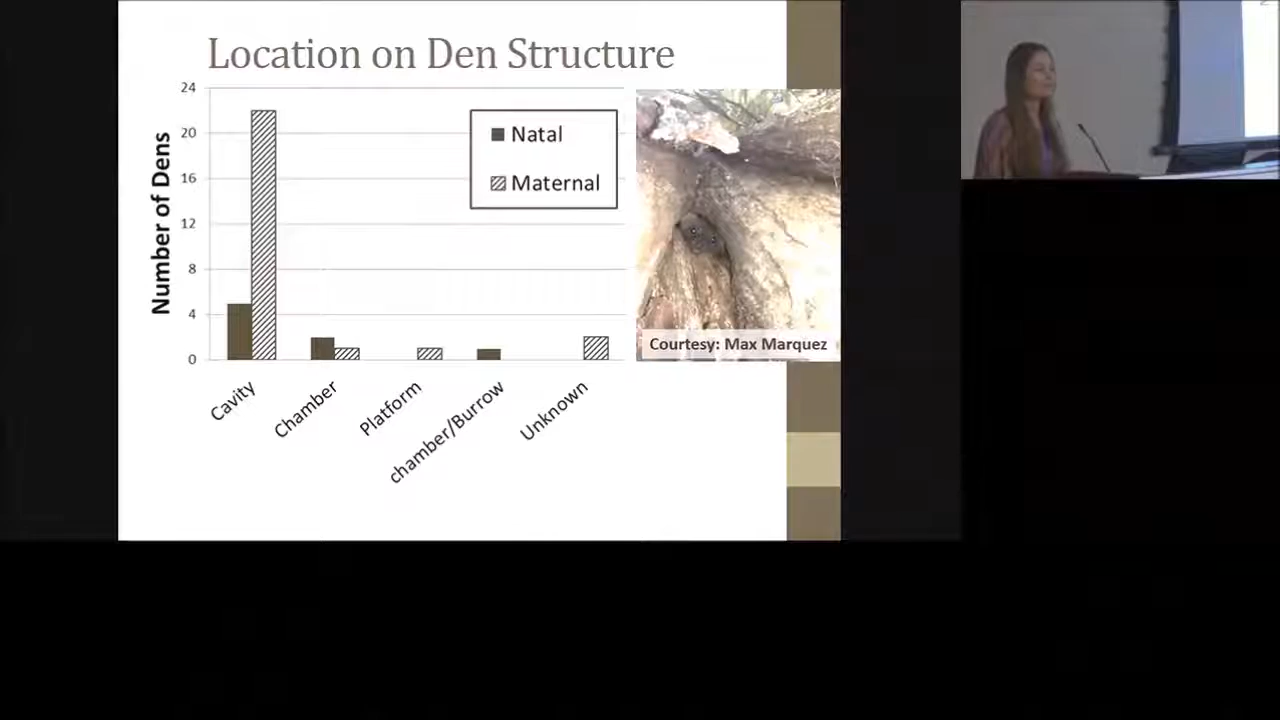 Location on Den Structure
Number of Dens
24
20
16
12
8
4
0
Natal
Maternal
Cavity
Chamber
Platform
chamber/Burrow
Unknown
Courtesy: Max Marquez